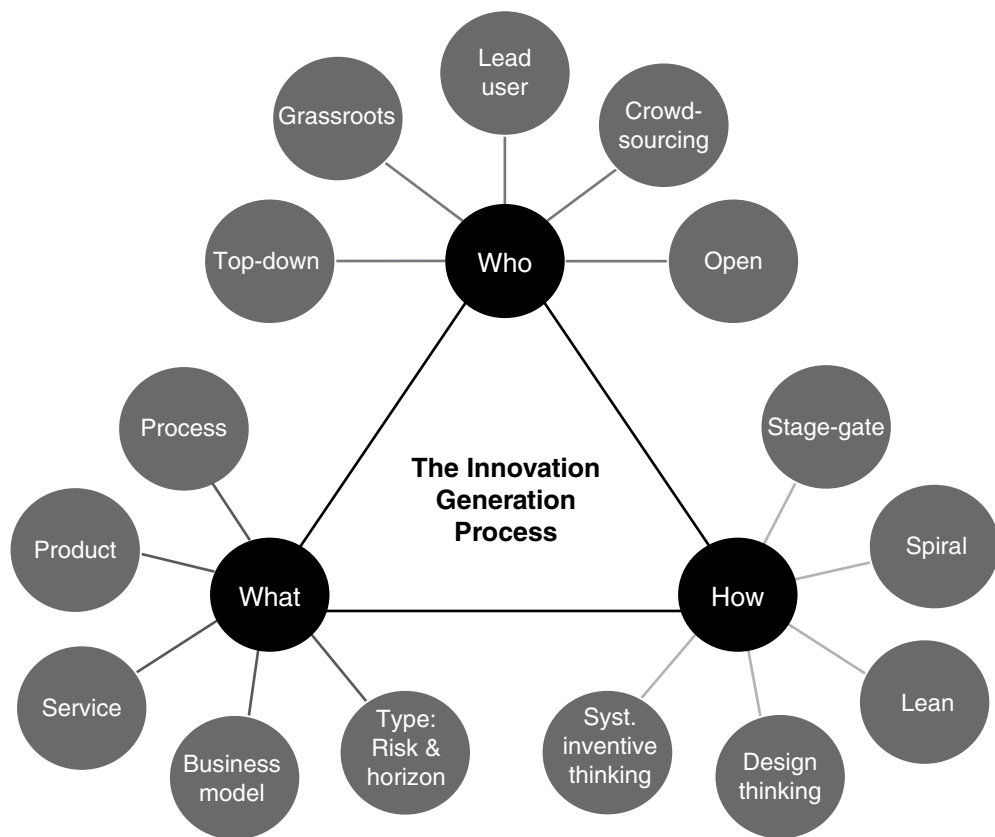 Lead
user
Grassroots
Crowd-
sourcing
Top-down
Who
Open
Process
Stage-gate
The Innovation
Generation
Process
Product
Spiral
What
How
Service
Lean
Type:
Risk &
horizon
Syst.
inventive
thinking
Business
model
Design
thinking